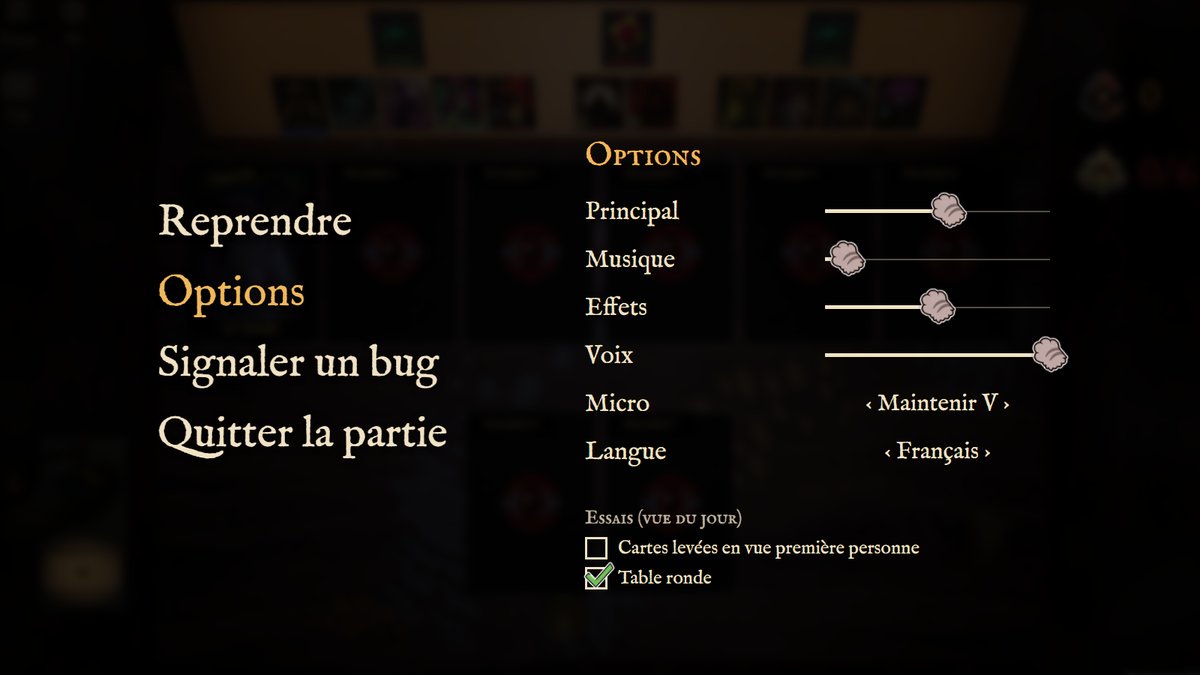 Reprendre
Options
Signaler un bug
Quitter la partie
Options
Principal
Musique
Effets
Voix
Micro ‹ Maintenir V ›
Langue ‹ Français ›
Essais (vue du jour)
Cartes levées en vue première personne
Table ronde